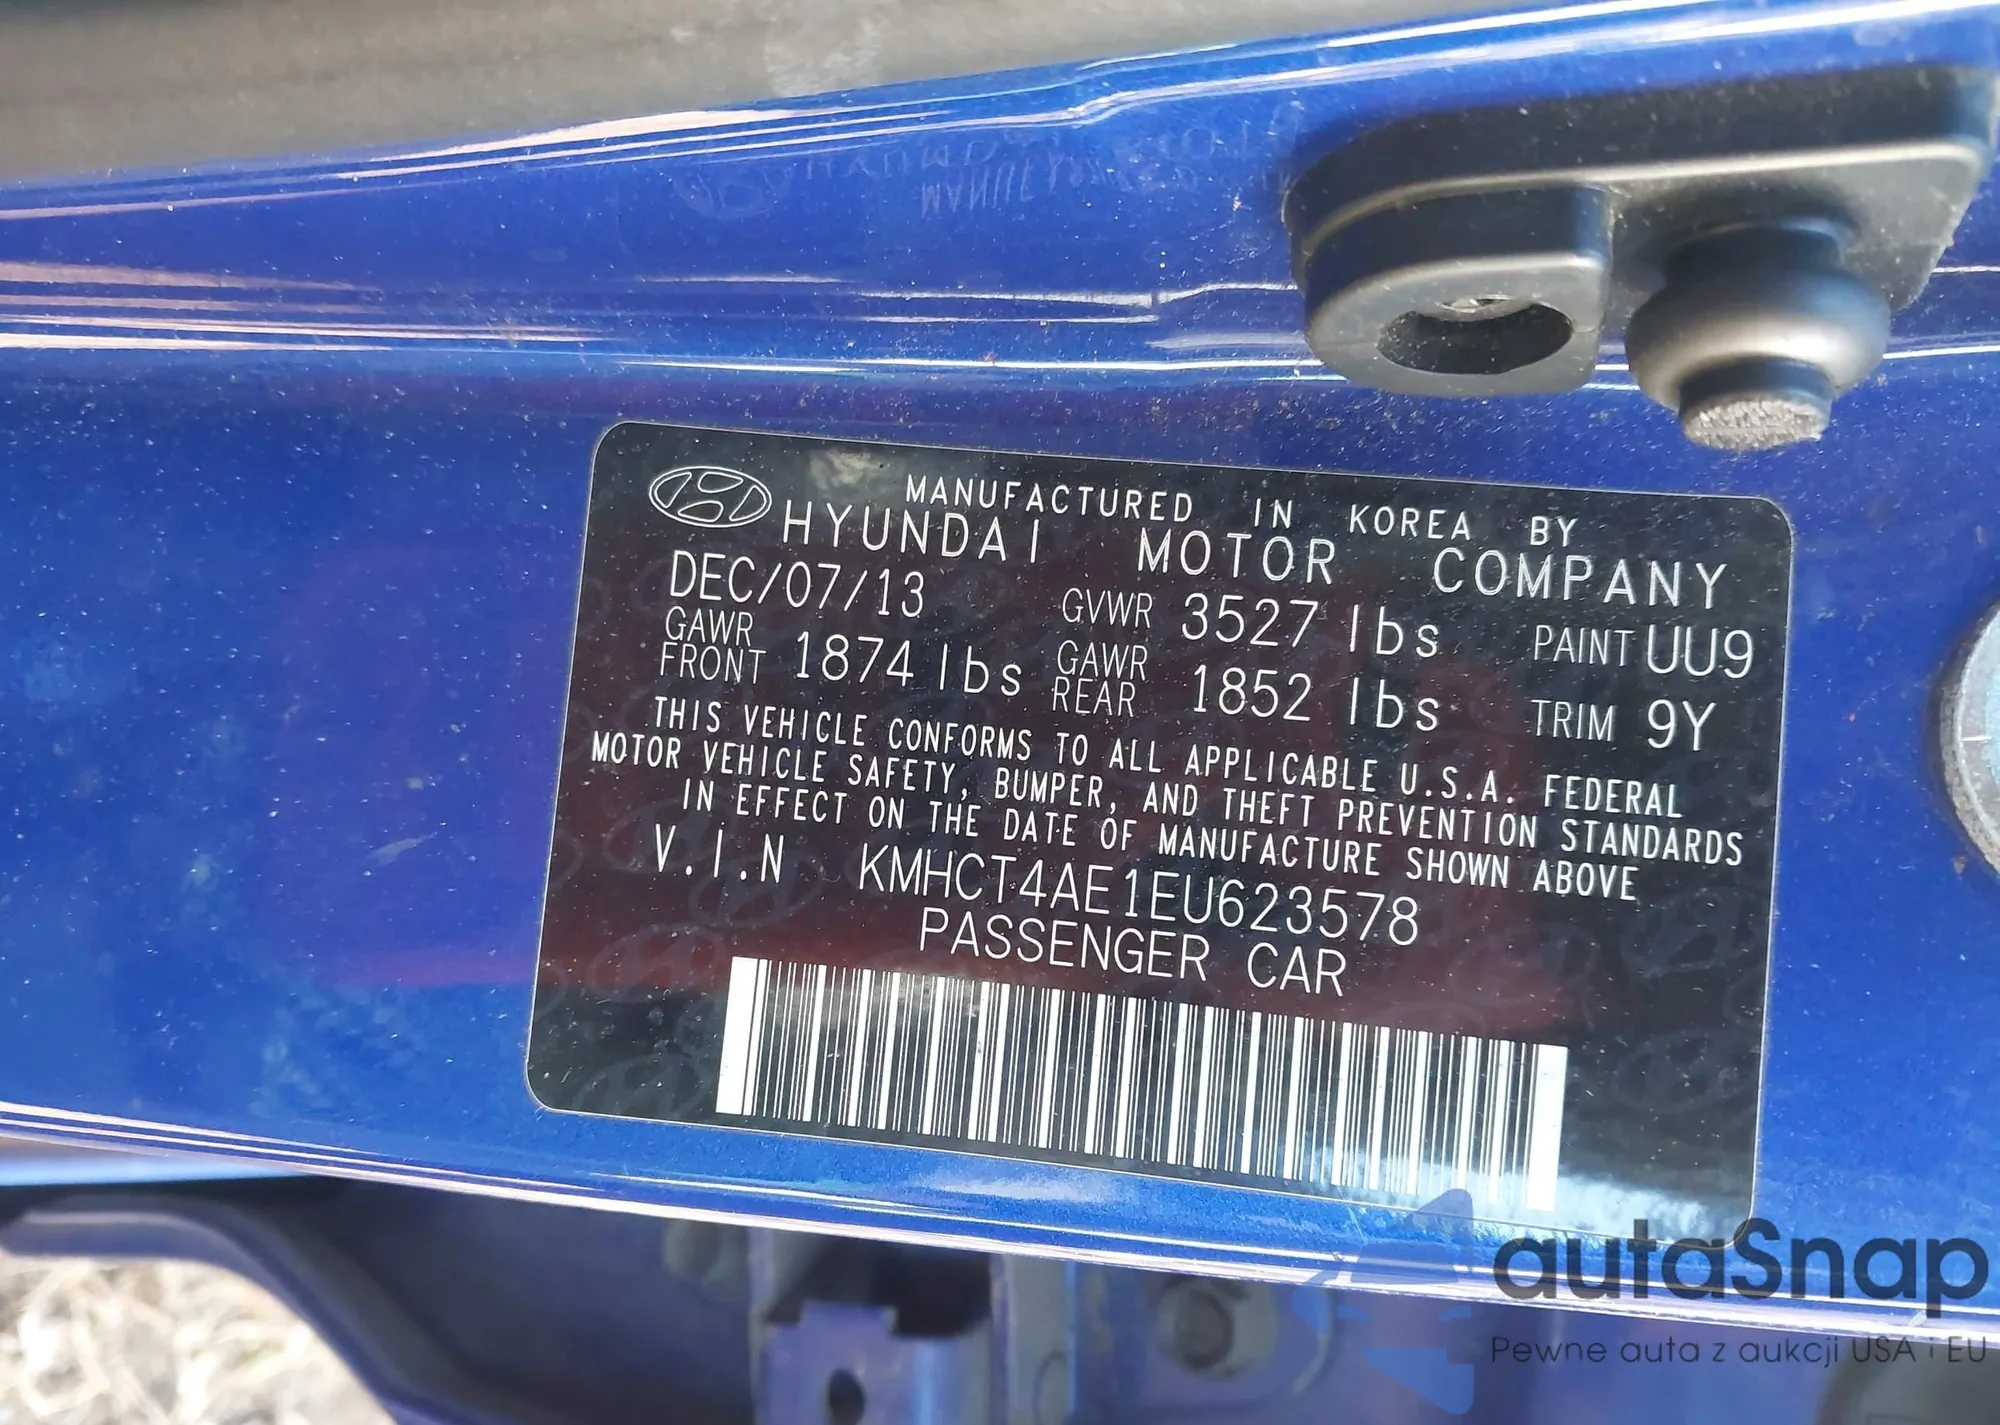 MANUFACTURED IN KOREA BY
HYUNDAI MOTOR COMPANY
DEC/07/13 GVWR 3527 lbs PAINT UU9
GAWR FRONT 1874 lbs GAWR REAR 1852 lbs TRIM 9Y
THIS VEHICLE CONFORMS TO ALL APPLICABLE U.S.A. FEDERAL
MOTOR VEHICLE SAFETY, BUMPER, AND THEFT PREVENTION STANDARDS
IN EFFECT ON THE DATE OF MANUFACTURE SHOWN ABOVE
V.I.N KMHCT4AE1EU623578
PASSENGER CAR
autaSnap
Pewne auta z aukcji USA i EU